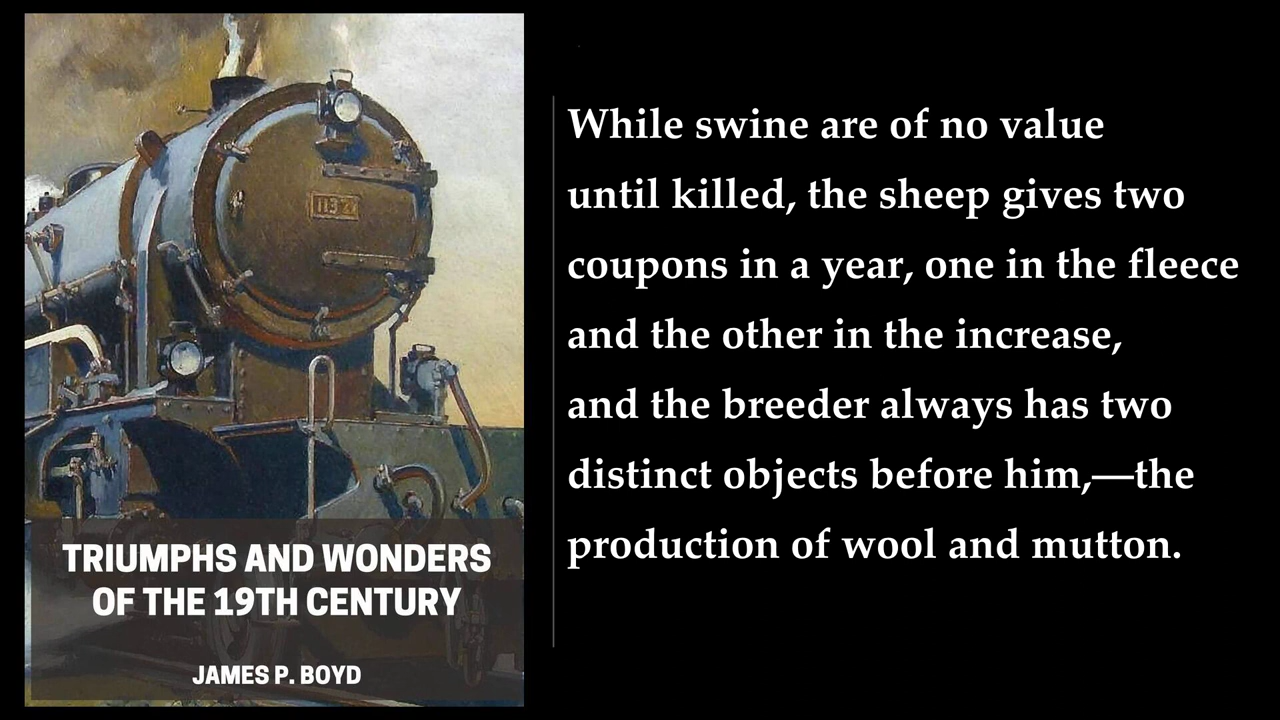 While swine are of no value
until killed, the sheep gives two
coupons in a year, one in the fleece
and the other in the increase,
and the breeder always has two
distinct objects before him,—the
production of wool and mutton.
TRIUMPHS AND WONDERS
OF THE 19TH CENTURY
JAMES P. BOYD